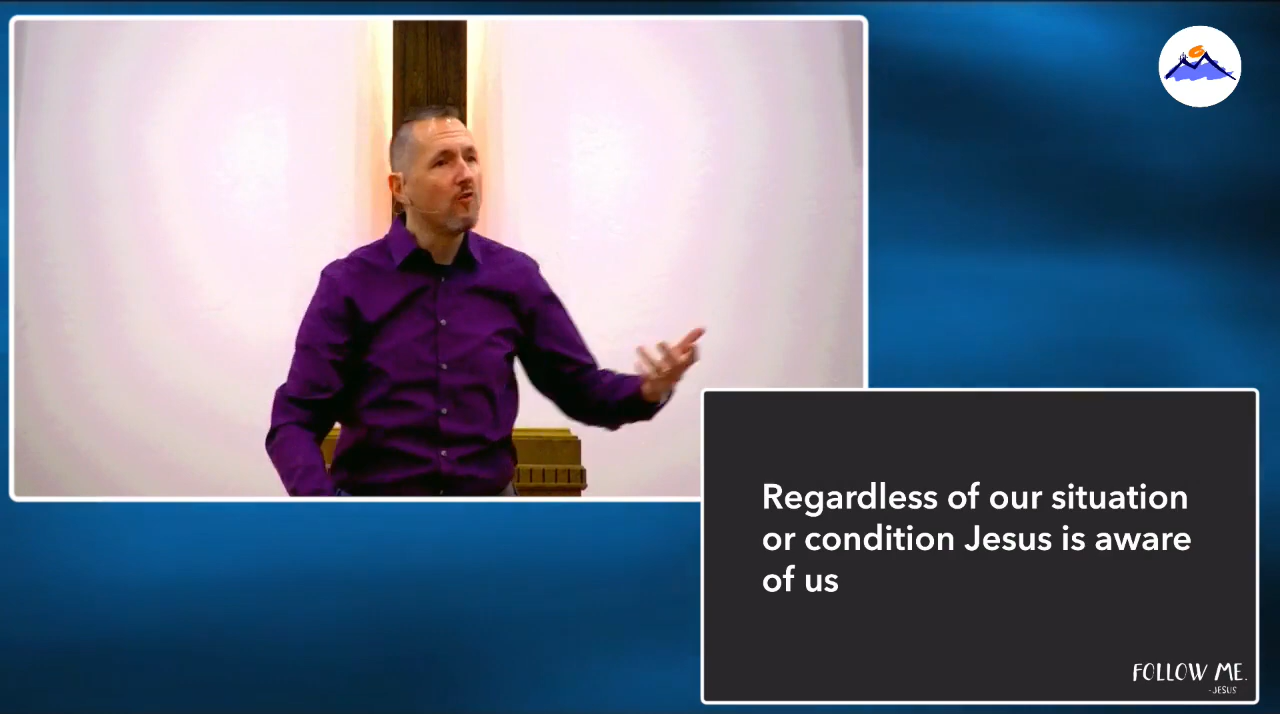 Regardless of our situation
or condition Jesus is aware
of us
FOLLOW ME.
-JESUS